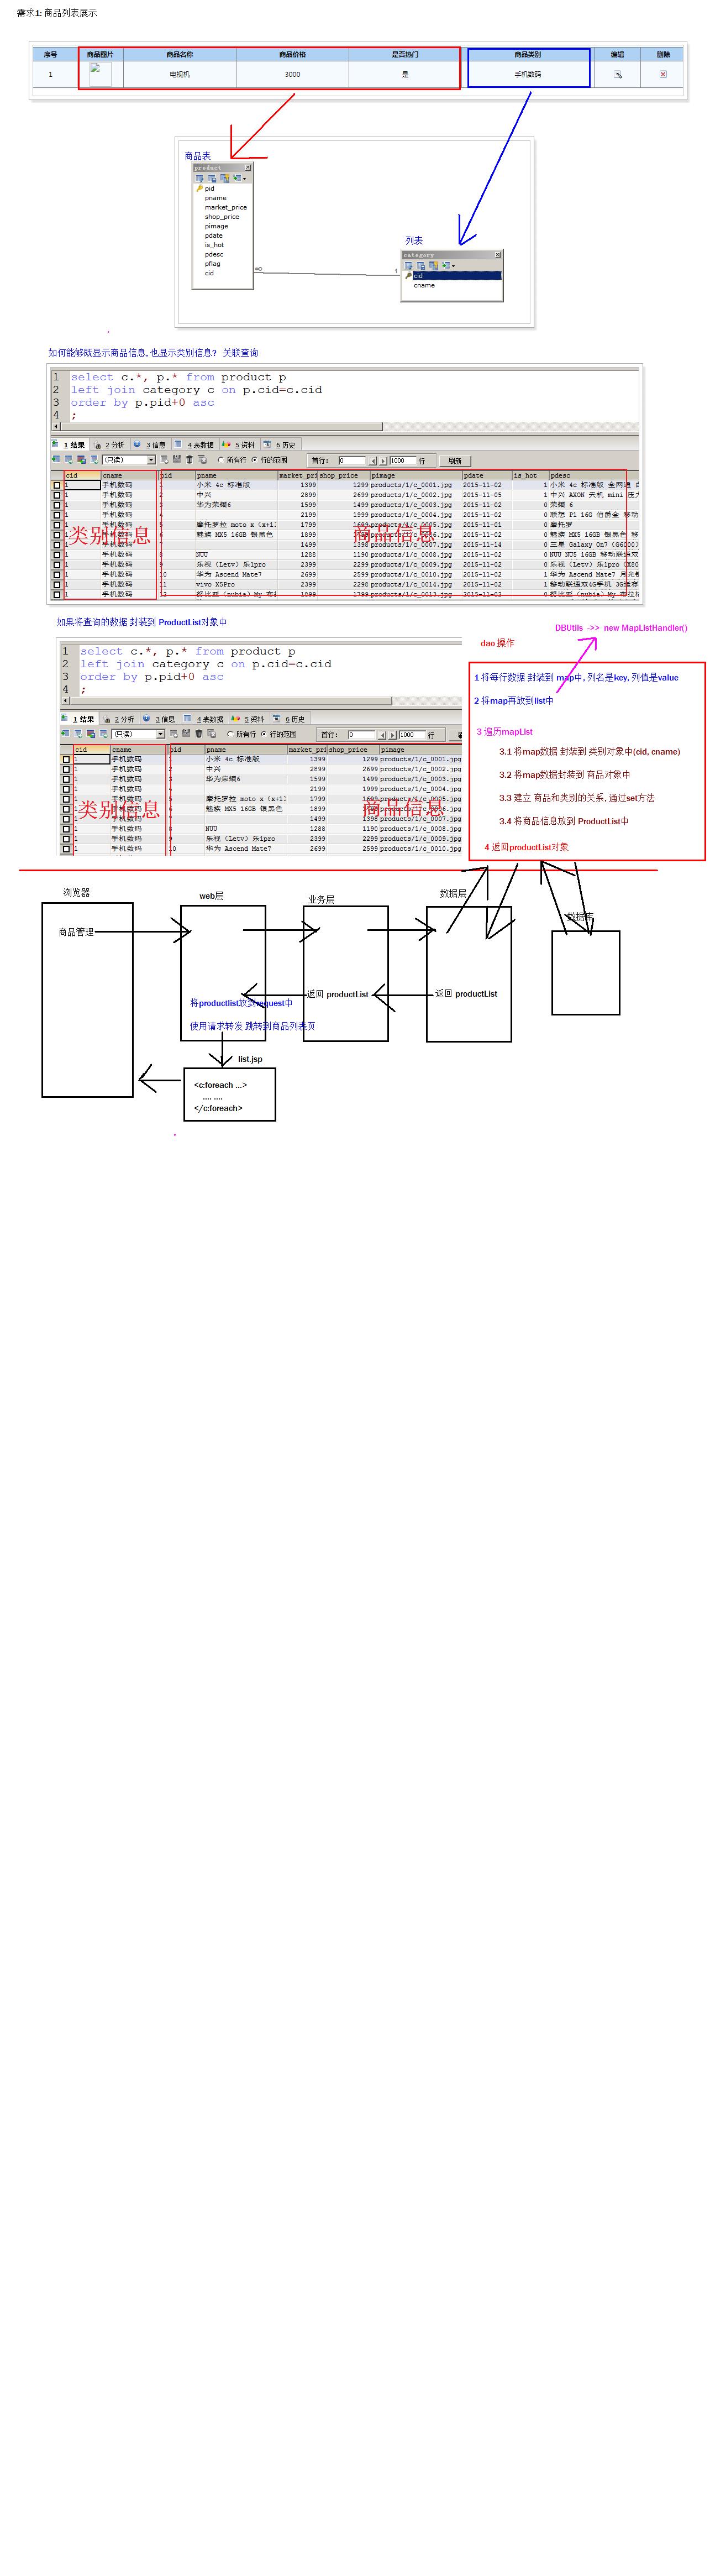 需求1: 商品列表展示
序号 商品图片 商品名称 商品价格 是否热门 商品类别 编辑 删除
1 电视机 3000 是 手机数码
商品表
product
pid
pname
market_price
shop_price
pimage
pdate
is_hot
pdesc
pflag
cid
列表
category
cid
cname
∞ 1
如何能够既显示商品信息, 也显示类别信息? 关联查询
1 select c.*, p.* from product p
2 left join category c on p.cid=c.cid
3 order by p.pid+0 asc
4 ;
1 结果 2 分析 3 信息 4 表数据 5 资料 6 历史
(只读) 所有行 行的范围 首行: 0 1000 行 刷新
cid cname pid pname market_pri shop_price pimage pdate is_hot pdesc
1 手机数码 1 小米 4c 标准版 1399 1299 products/1/c_0001.jpg 2015-11-02 1 小米 4c 标准版 全网通
1 手机数码 2 中兴 2899 2699 products/1/c_0002.jpg 2015-11-05 1 中兴 AXON 天机 mini 压力
1 手机数码 3 华为荣耀6 1599 1499 products/1/c_0003.jpg 2015-11-02 0 荣耀 6
1 手机数码 4 2199 1999 products/1/c_0004.jpg 2015-11-02 0 联想 P1 16G 伯爵金 移动
1 手机数码 5 摩托罗拉 moto x (x+1) 1799 1699 products/1/c_0005.jpg 2015-11-01 0 摩托罗
1 手机数码 6 魅族 MX5 16GB 银黑色 1899 products/1/c_0006.jpg 2015-11-02 0 魅族 MX5 16GB 银黑色 移
1 手机数码 7 1499 1398 products/1/c_0007.jpg 2015-11-14 0 三星 Galaxy On7 (G6000)
1 手机数码 8 NUU 1288 1190 products/1/c_0008.jpg 2015-11-02 0 NUU NU5 16GB 移动联通双
1 手机数码 9 乐视 (Letv) 乐1pro 2399 2299 products/1/c_0009.jpg 2015-11-02 0 乐视 (Letv) 乐1pro (X80
1 手机数码 10 华为 Ascend Mate7 2699 2599 products/1/c_0010.jpg 2015-11-02 1 华为 Ascend Mate7 月光银
1 手机数码 11 vivo X5Pro 2399 2298 products/1/c_0014.jpg 2015-11-02 1 移动联通双4G手机 3G运存
1 手机数码 12 努比亚 (nubia) My 布拉 1899 1799 products/1/c_0013.jpg 2015-11-02 0 努比亚 (nubia) My 布拉格
类别信息
商品信息
如果将查询的数据 封装到 ProductList对象中
1 select c.*, p.* from product p
2 left join category c on p.cid=c.cid
3 order by p.pid+0 asc
4 ;
1 结果 2 分析 3 信息 4 表数据 5 资料 6 历史
(只读) 所有行 行的范围 首行: 0 1000 行
cid cname pid pname market_pri shop_price pimage
1 手机数码 1 小米 4c 标准版 1399 1299 products/1/c_0001.jpg
1 手机数码 2 中兴 2899 2699 products/1/c_0002.jpg
1 手机数码 3 华为荣耀6 1599 1499 products/1/c_0003.jpg
1 手机数码 4 2199 1999 products/1/c_0004.jpg
1 手机数码 5 摩托罗拉 moto x (x+1) 1799 1699 products/1/c_0005.jpg
1 手机数码 6 魅族 MX5 16GB 银黑色 1899 products/1/c_0006.jpg
1 手机数码 7 1499 1398 products/1/c_0007.jpg
1 手机数码 8 NUU 1288 1190 products/1/c_0008.jpg
1 手机数码 9 乐视 (Letv) 乐1pro 2399 2299 products/1/c_0009.jpg
1 手机数码 10 华为 Ascend Mate7 2699 2599 products/1/c_0010.jpg
类别信息
商品信息
DBUtils ->> new MapListHandler()
dao 操作
1 将每行数据 封装到 map中, 列名是key, 列值是value
2 将map再放到list中
3 遍历mapList
3.1 将map数据 封装到 类别对象中(cid, cname)
3.2 将map数据封装到 商品对象中
3.3 建立 商品和类别的关系, 通过set方法
3.4 将商品信息放到 ProductList中
4 返回productList对象
浏览器
web层
业务层
数据层
数据库
商品管理
返回 productList
返回 productList
将productlist放到request中
使用请求转发 跳转到商品列表页
list.jsp
<c:foreach ...>
.... ....
</c:foreach>